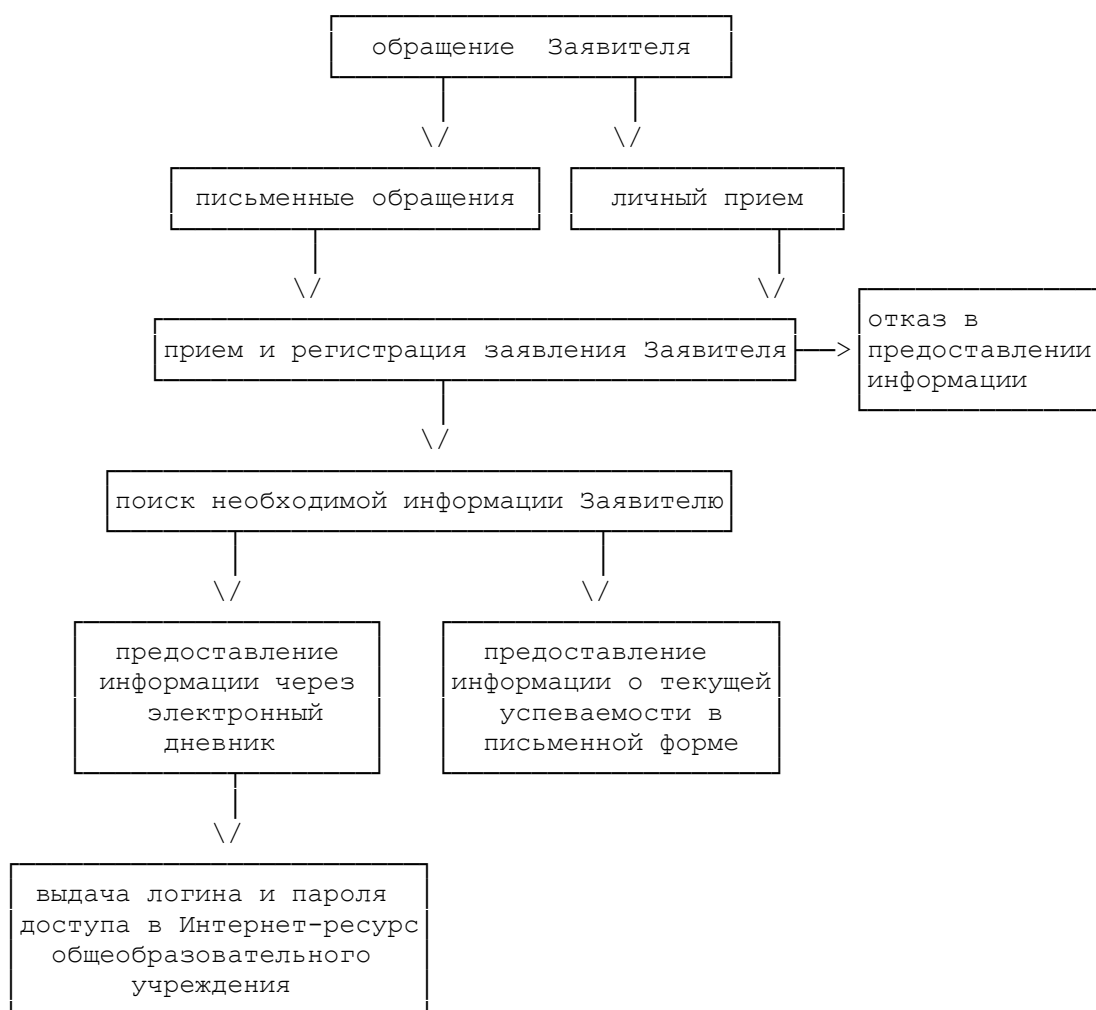 обращение Заявителя
письменные обращения
личный прием
прием и регистрация заявления Заявителя
отказ в
предоставлении
информации
поиск необходимой информации Заявителю
предоставление
информации через
электронный
дневник
предоставление
информации о текущей
успеваемости в
письменной форме
выдача логина и пароля
доступа в Интернет-ресурс
общеобразовательного
учреждения